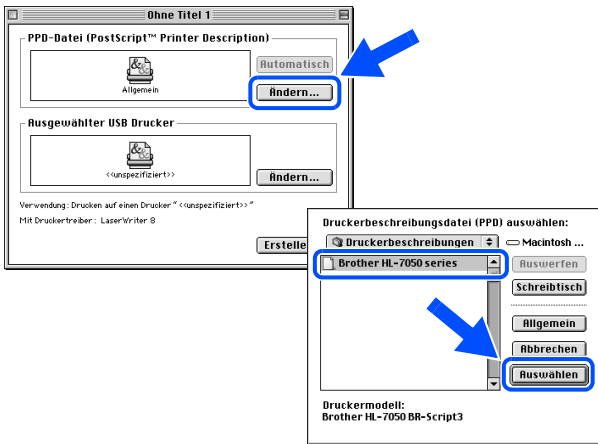 Ohne Titel 1
PPD-Datei (PostScript™ Printer Description)
Automatisch
Allgemein
Ändern...
Ausgewählter USB Drucker
<<unspezifiziert>>
Ändern...
Verwendung: Drucken auf einen Drucker "<<unspezifiziert>>"
Mit Druckertreiber: LaserWriter 8
Erstelle
Druckerbeschreibungsdatei (PPD) auswählen:
Druckerbeschreibungen
Macintosh ...
Brother HL-7050 series
Auswerfen
Schreibtisch
Allgemein
Abbrechen
Auswählen
Druckermodell:
Brother HL-7050 BR-Script3